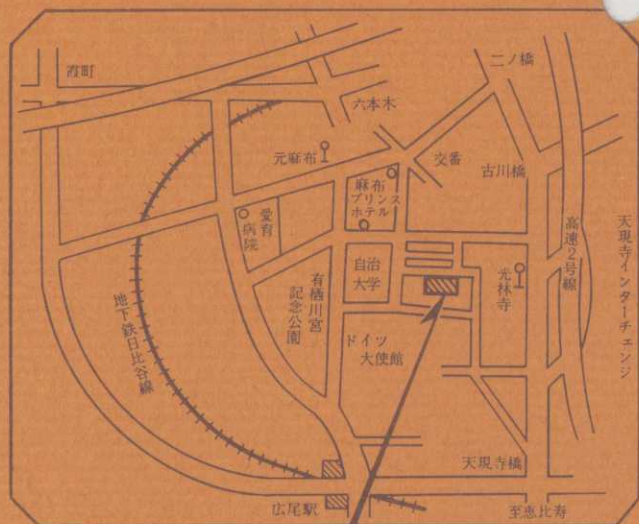 霞町
六本木
二ノ橋
元麻布
交番
古川橋
麻布
プリンス
ホテル
愛育
病院
自治
大学
光林寺
高速2号線
天現寺インターチェンジ
有栖川宮
記念公園
地下鉄日比谷線
ドイツ
大使館
天現寺橋
広尾駅
至恵比寿